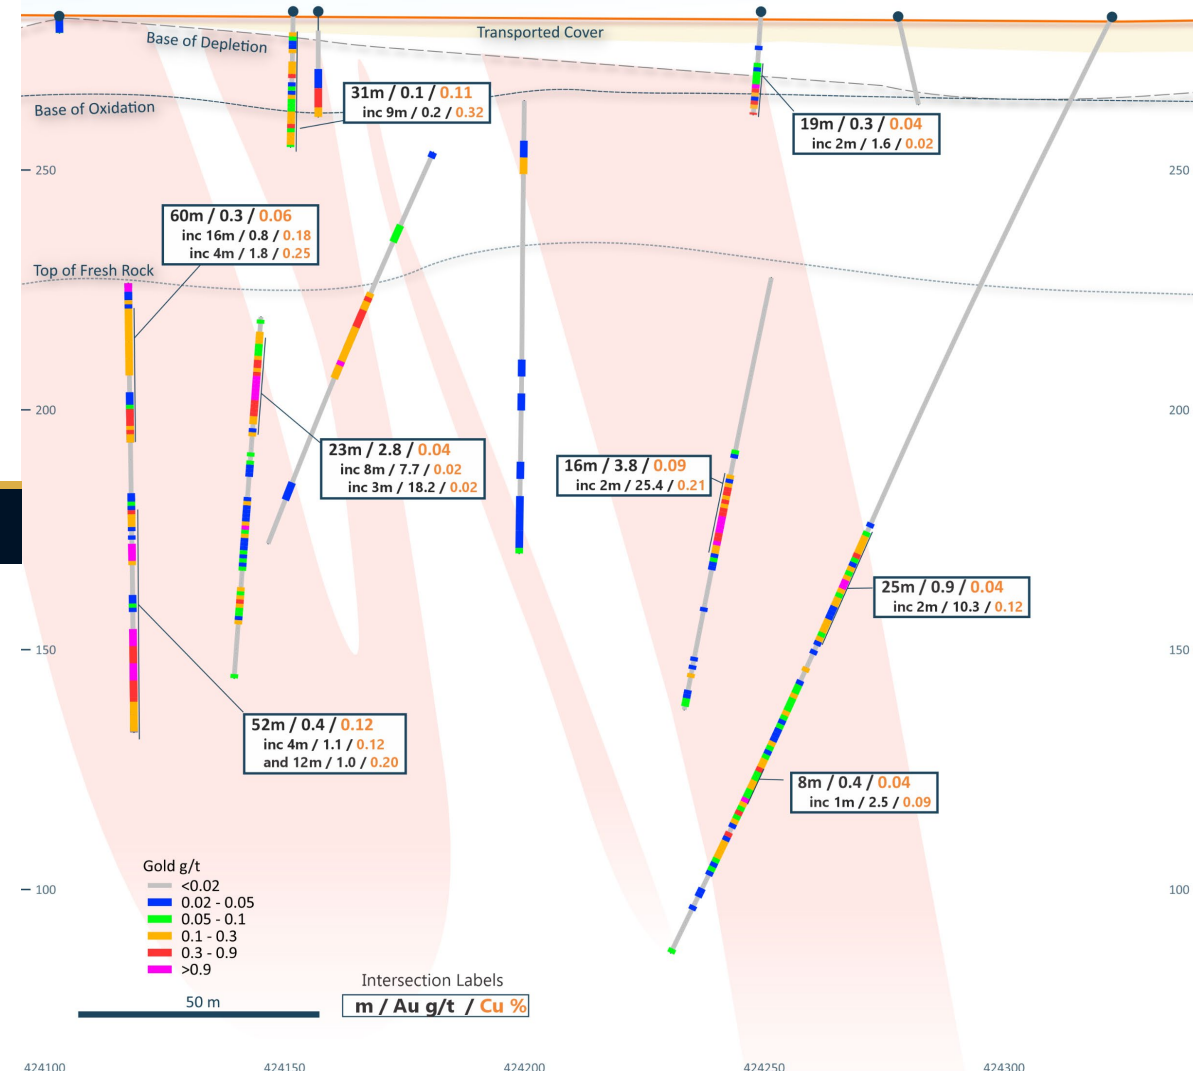 Transported Cover
Base of Depletion
Base of Oxidation
31m / 0.1 / 0.11
inc 9m / 0.2 / 0.32
19m / 0.3 / 0.04
inc 2m / 1.6 / 0.02
250
250
60m / 0.3 / 0.06
inc 16m / 0.8 / 0.18
inc 4m / 1.8 / 0.25
Top of Fresh Rock
200
200
23m / 2.8 / 0.04
inc 8m / 7.7 / 0.02
inc 3m / 18.2 / 0.02
16m / 3.8 / 0.09
inc 2m / 25.4 / 0.21
25m / 0.9 / 0.04
inc 2m / 10.3 / 0.12
150
150
52m / 0.4 / 0.12
inc 4m / 1.1 / 0.12
and 12m / 1.0 / 0.20
8m / 0.4 / 0.04
inc 1m / 2.5 / 0.09
100
100
Gold g/t
<0.02
0.02 - 0.05
0.05 - 0.1
0.1 - 0.3
0.3 - 0.9
>0.9
50 m
Intersection Labels
m / Au g/t / Cu %
424100
424150
424200
424250
424300